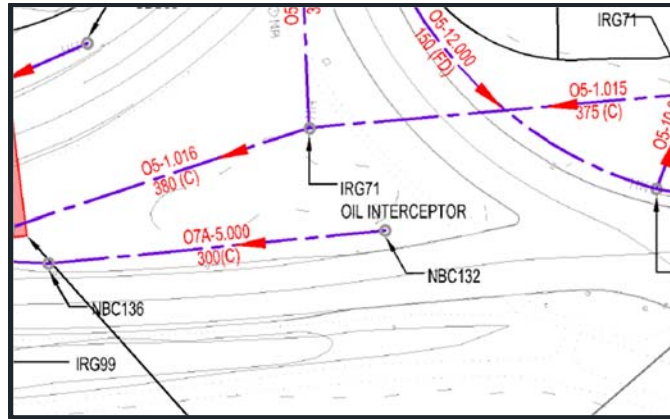 IRG71
O5-12.000
150 (FD)
O5-1.015
375 (C)
O5-1.016
380 (C)
IRG71
OIL INTERCEPTOR
O7A-5.000
300 (C)
NBC132
NBC136
IRG99